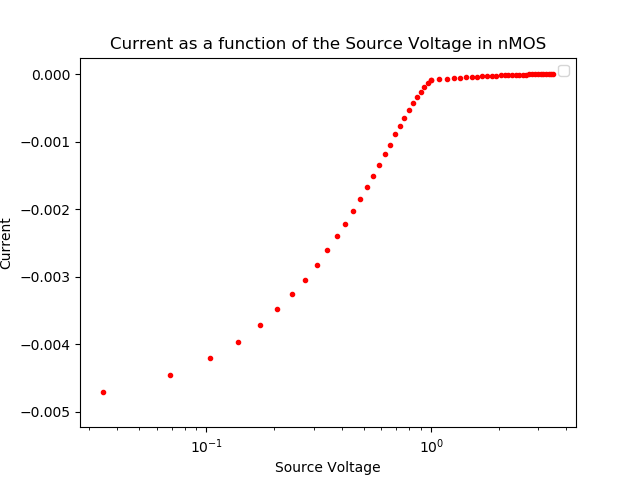 Current as a function of the Source Voltage in nMOS
0.000
−0.001
−0.002
−0.003
−0.004
−0.005
Current
10⁻¹
10⁰
Source Voltage